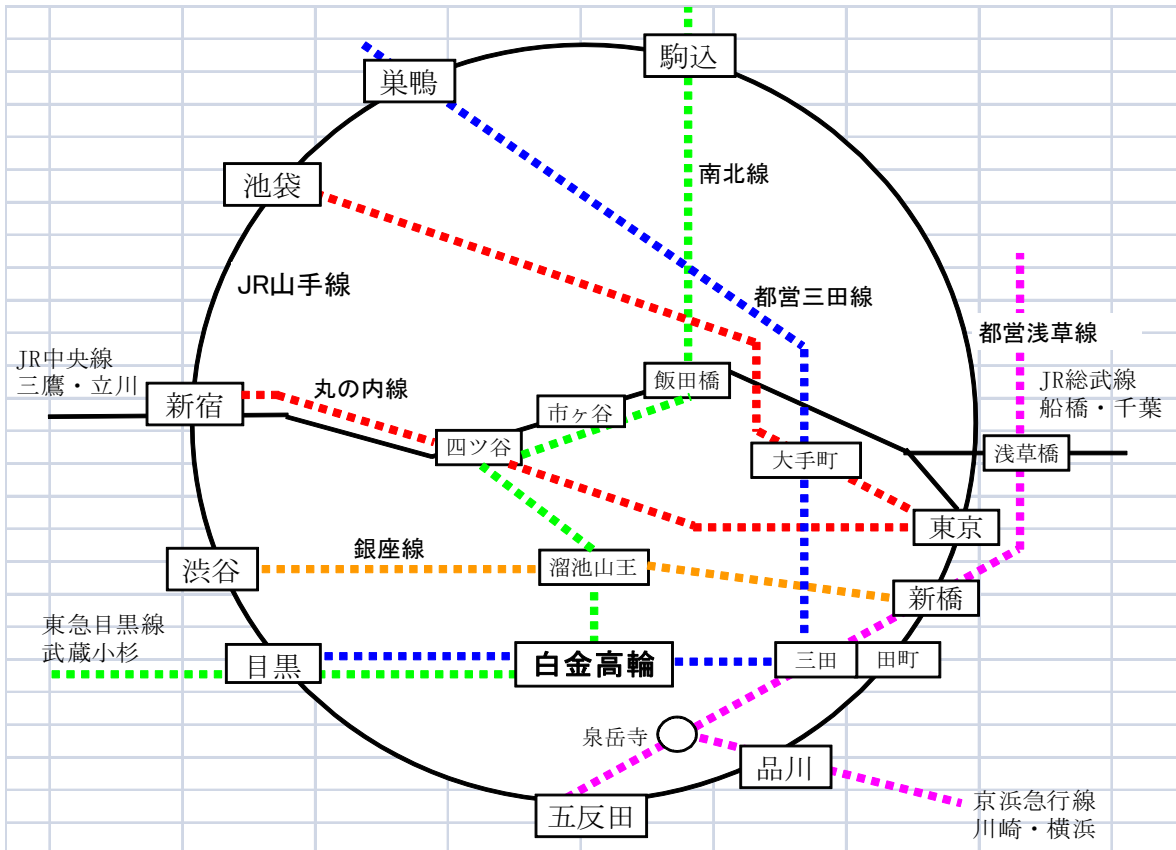 駒込
巣鴨
南北線
池袋
JR山手線
都営三田線
都営浅草線
JR中央線
三鷹・立川
新宿
丸の内線
飯田橋
市ヶ谷
四ツ谷
大手町
JR総武線
船橋・千葉
浅草橋
東京
銀座線
渋谷
溜池山王
新橋
東急目黒線
武蔵小杉
目黒
白金高輪
三田
田町
泉岳寺
品川
五反田
京浜急行線
川崎・横浜